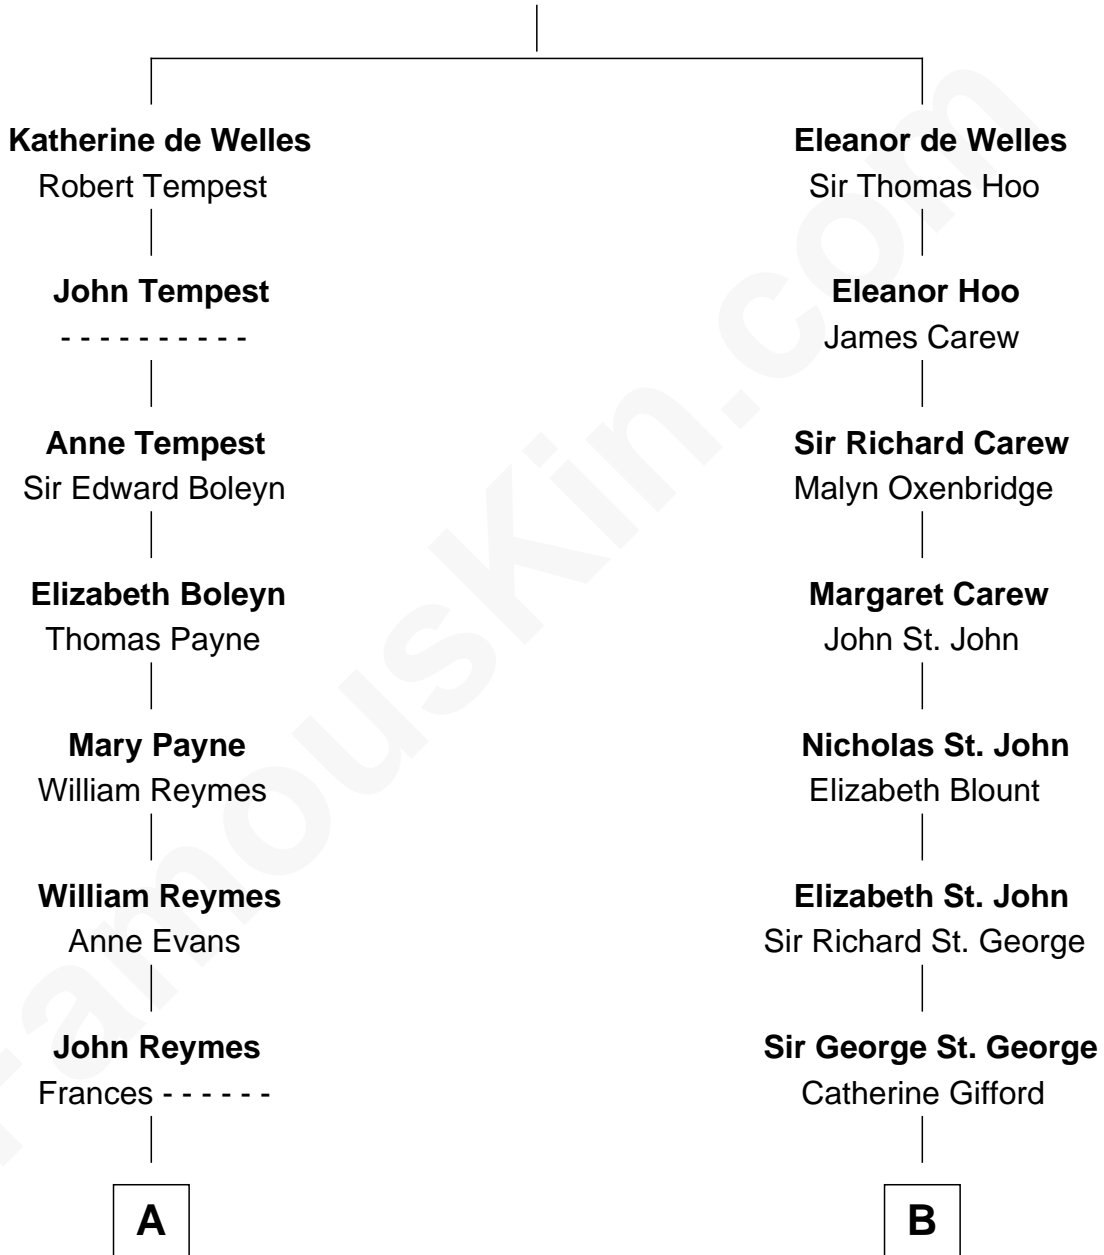 Katherine de Welles
Robert Tempest
John Tempest
- - - - - - - - - -
Anne Tempest
Sir Edward Boleyn
Elizabeth Boleyn
Thomas Payne
Mary Payne
William Reymes
William Reymes
Anne Evans
John Reymes
Frances - - - - - -
A
Eleanor de Welles
Sir Thomas Hoo
Eleanor Hoo
James Carew
Sir Richard Carew
Malyn Oxenbridge
Margaret Carew
John St. John
Nicholas St. John
Elizabeth Blount
Elizabeth St. John
Sir Richard St. George
Sir George St. George
Catherine Gifford
B
FamousKin.com